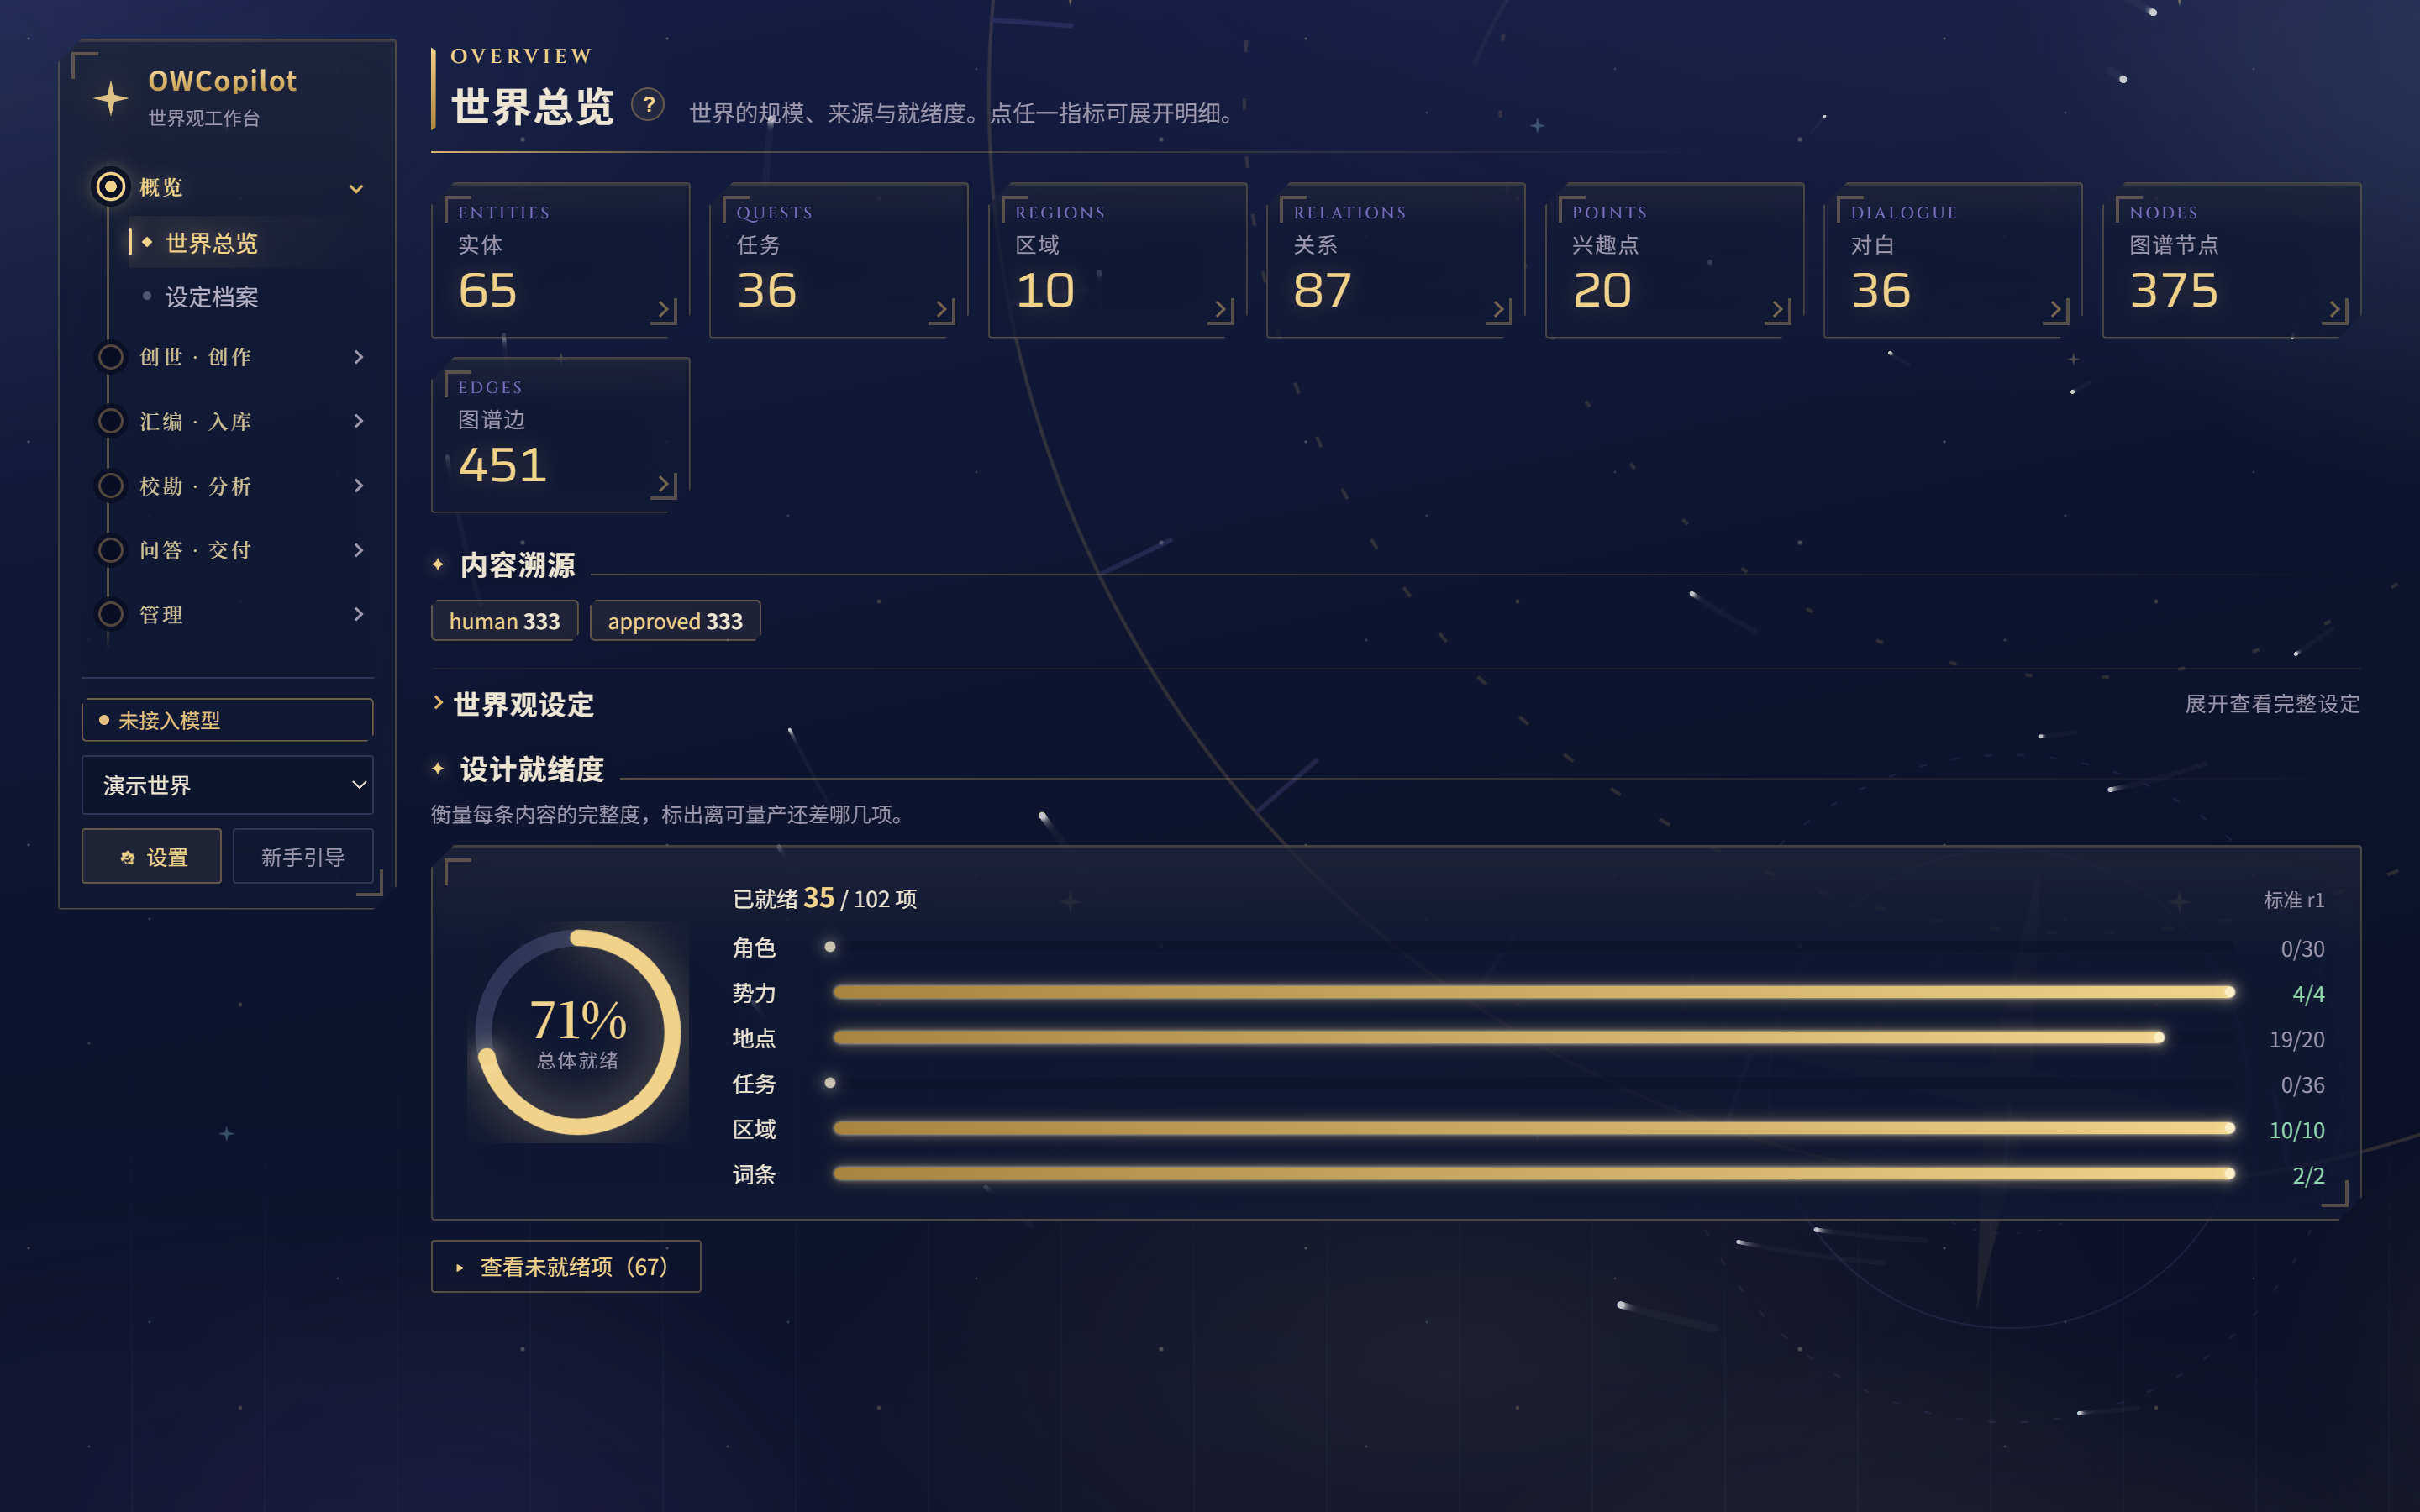 OWCopilot
世界观工作台
概览
世界总览
设定档案
创世 · 创作
汇编 · 入库
校勘 · 分析
问答 · 交付
管理
未接入模型
演示世界
设置
新手引导
OVERVIEW
世界总览 ? 世界的规模、来源与就绪度。点任一指标可展开明细。
ENTITIES
实体
65
QUESTS
任务
36
REGIONS
区域
10
RELATIONS
关系
87
POINTS
兴趣点
20
DIALOGUE
对白
36
NODES
图谱节点
375
EDGES
图谱边
451
内容溯源
human 333
approved 333
世界观设定
展开查看完整设定
设计就绪度
衡量每条内容的完整度，标出离可量产还差哪几项。
71%
总体就绪
已就绪 35 / 102 项
标准 r1
角色 0/30
势力 4/4
地点 19/20
任务 0/36
区域 10/10
词条 2/2
查看未就绪项（67）